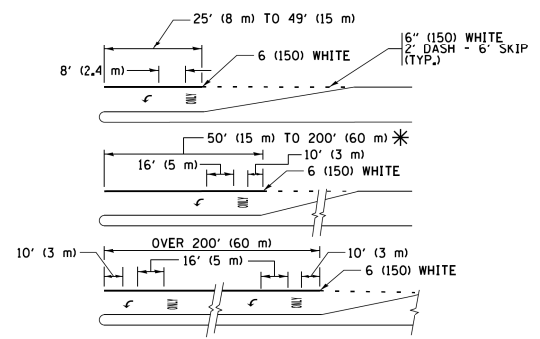 25' (8 m) TO 49' (15 m)
6" (150) WHITE
2' DASH - 6' SKIP
(TYP.)
6 (150) WHITE
8' (2.4 m)
ONLY
50' (15 m) TO 200' (60 m) *
16' (5 m)
10' (3 m)
6 (150) WHITE
ONLY
OVER 200' (60 m)
10' (3 m)
16' (5 m)
10' (3 m)
6 (150) WHITE
ONLY
ONLY